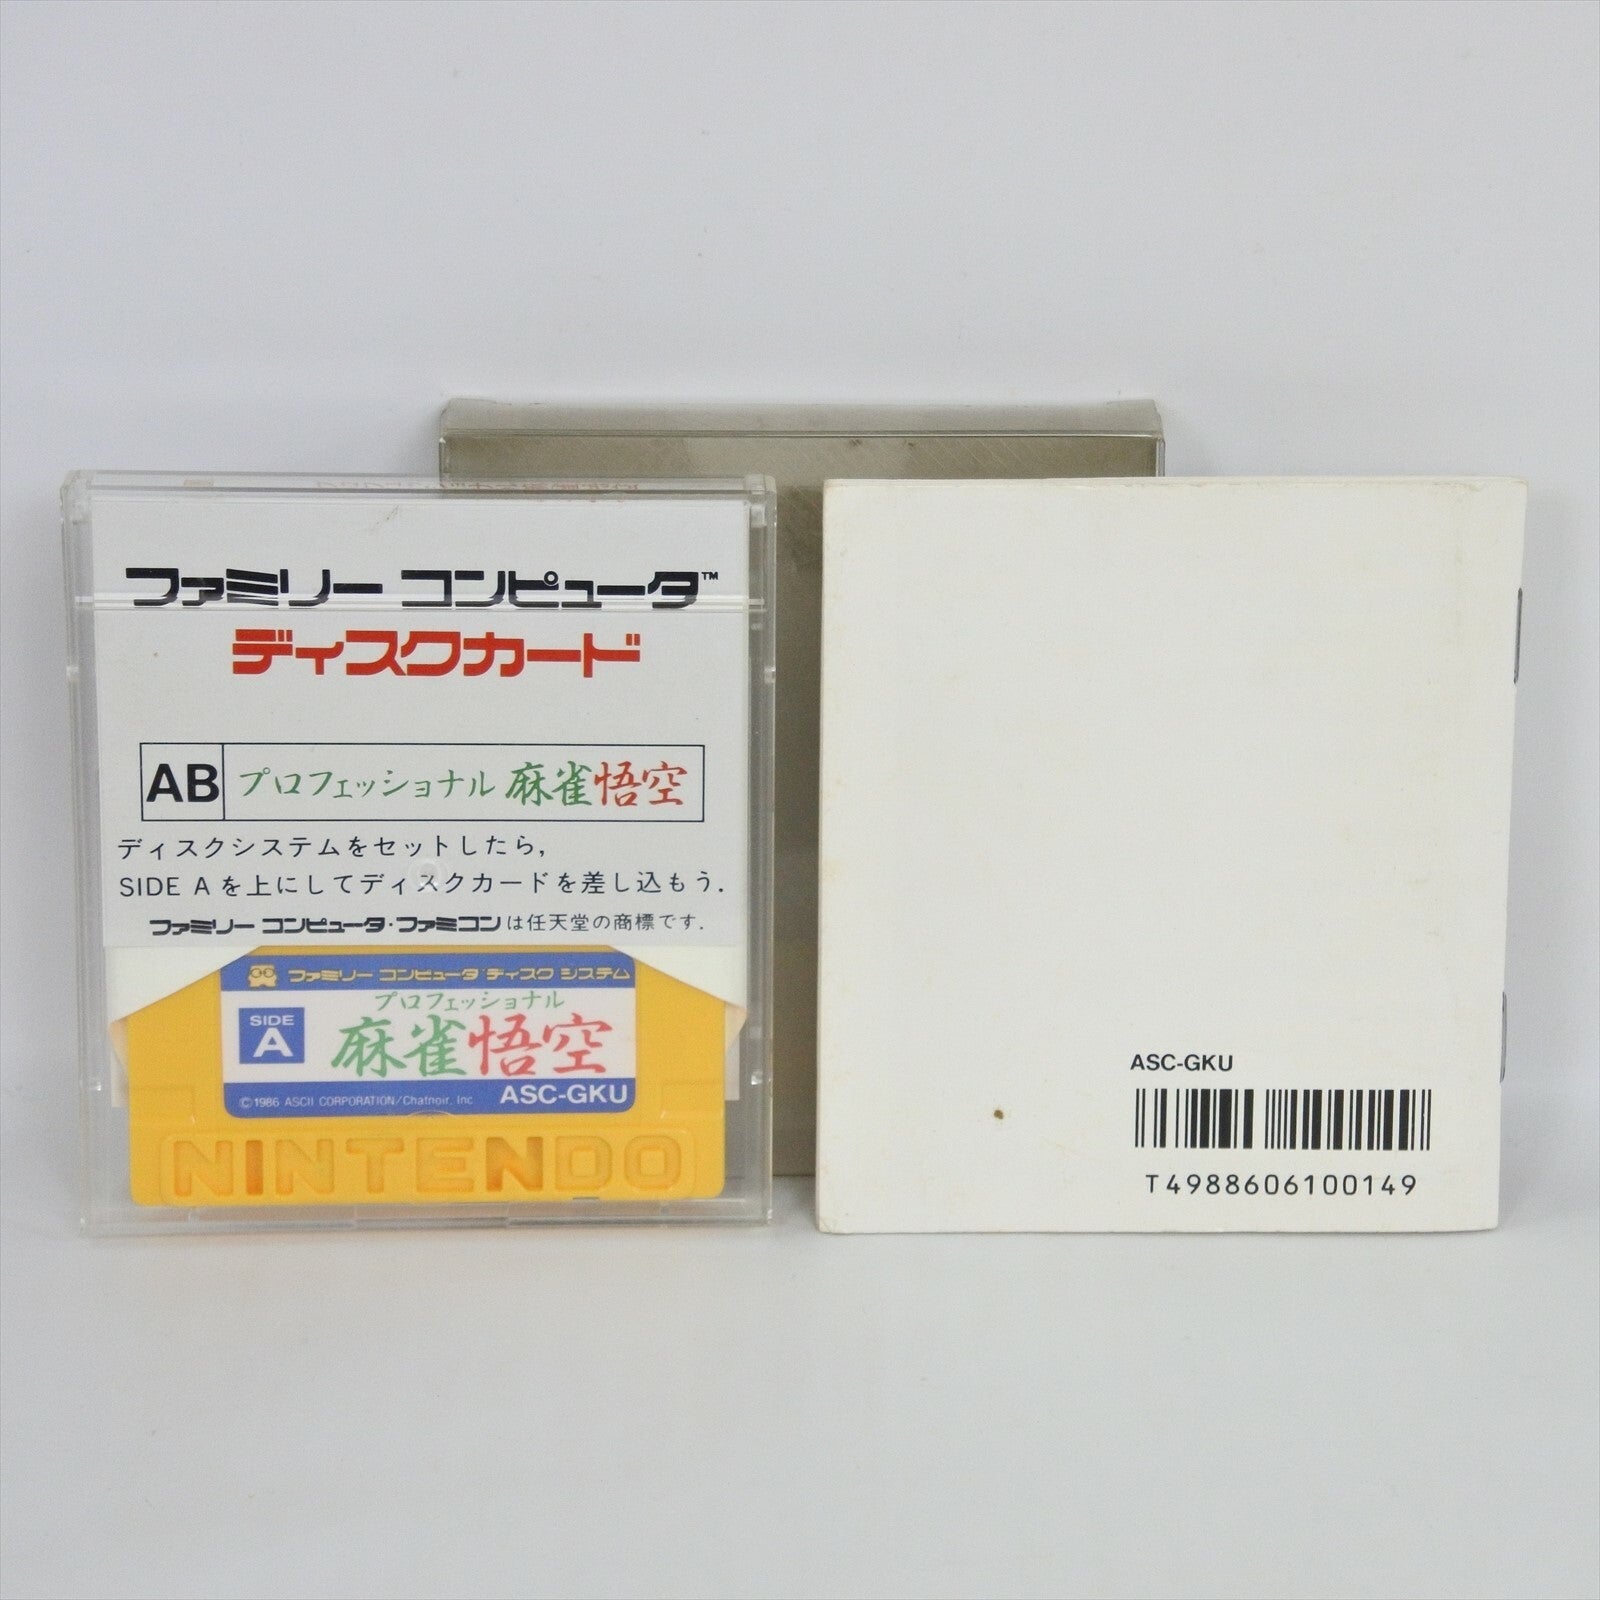 ファミリー コンピュータ™
ディスクカード
AB プロフェッショナル 麻雀悟空
ディスクシステムをセットしたら,
SIDE A を上にしてディスクカードを差し込もう.
ファミリー コンピュータ・ファミコンは任天堂の商標です.
ファミリー コンピュータ ディスク システム
プロフェッショナル
SIDE
A
麻雀悟空
©1986 ASCII CORPORATION/Chatnoir, Inc ASC-GKU
NINTENDO
ASC-GKU
T4988606100149